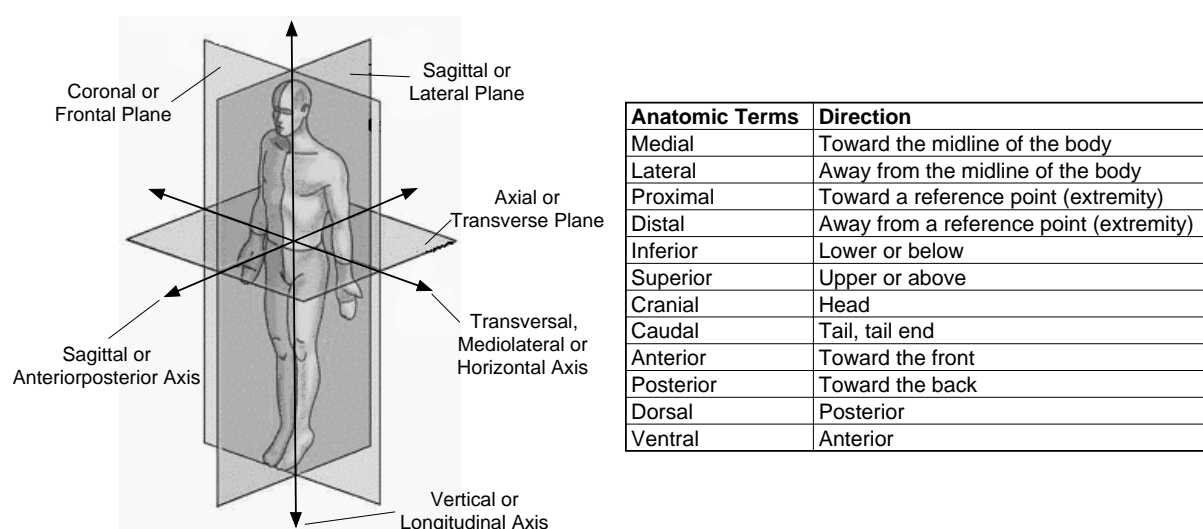 Coronal or
Frontal Plane
Sagittal or
Lateral Plane
Axial or
Transverse Plane
Transversal,
Mediolateral or
Horizontal Axis
Sagittal or
Anteriorposterior Axis
Vertical or
Longitudinal Axis
Anatomic Terms Direction
Medial Toward the midline of the body
Lateral Away from the midline of the body
Proximal Toward a reference point (extremity)
Distal Away from a reference point (extremity)
Inferior Lower or below
Superior Upper or above
Cranial Head
Caudal Tail, tail end
Anterior Toward the front
Posterior Toward the back
Dorsal Posterior
Ventral Anterior